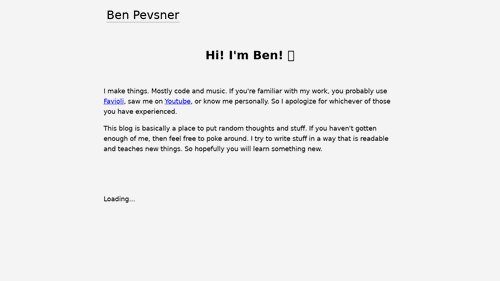 Ben Pevsner
Hi! I'm Ben!
I make things. Mostly code and music. If you're familiar with my work, you probably use
Favioli, saw me on Youtube, or know me personally. So I apologize for whichever of those
you have experienced.
This blog is basically a place to put random thoughts and stuff. If you haven't gotten
enough of me, then feel free to poke around. I try to write stuff in a way that is readable
and teaches new things. So hopefully you will learn something new.
Loading...